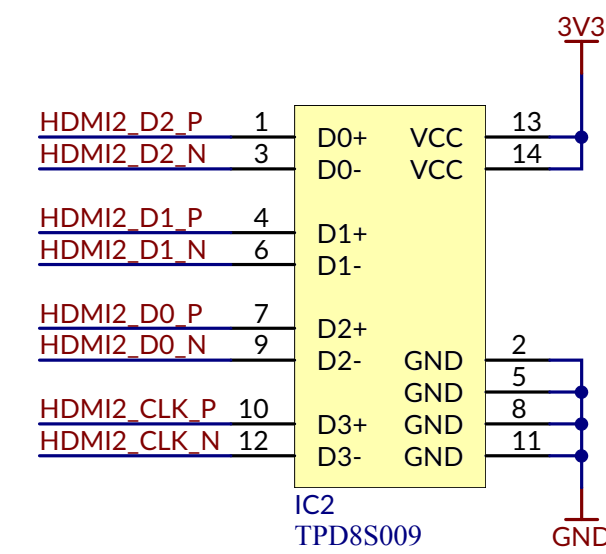 3V3
HDMI2_D2_P 1 D0+ VCC 13
HDMI2_D2_N 3 D0- VCC 14
HDMI2_D1_P 4 D1+
HDMI2_D1_N 6 D1-
HDMI2_D0_P 7 D2+
HDMI2_D0_N 9 D2- GND 2
GND 5
HDMI2_CLK_P 10 D3+ GND 8
HDMI2_CLK_N 12 D3- GND 11
IC2
TPD8S009
GND